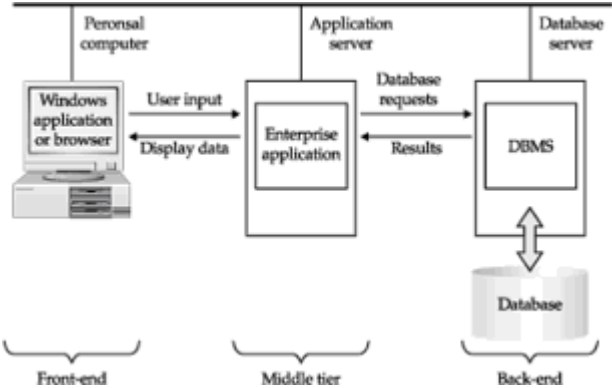 Peronsal
computer
Application
server
Database
server
Windows
application
or browser
User input
Display data
Enterprise
application
Database
requests
Results
DBMS
Database
Front-end
Middle tier
Back-end